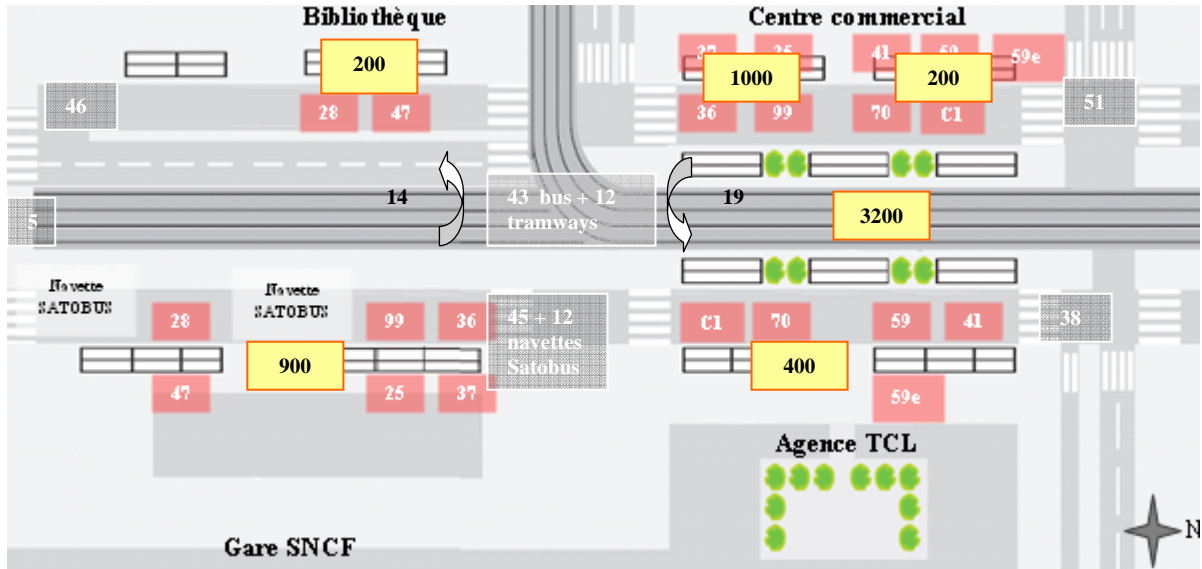 Bibliothèque
Centre commercial
200
37
25
41
59
59e
1000
200
46
28
47
36
99
70
C1
51
14
43 bus + 12
tramways
19
3200
5
Navette
SATOBUS
Navette
SATOBUS
28
99
36
45 + 12
navettes
Satobus
C1
70
59
41
38
900
400
47
25
37
59e
Agence TCL
Gare SNCF
N